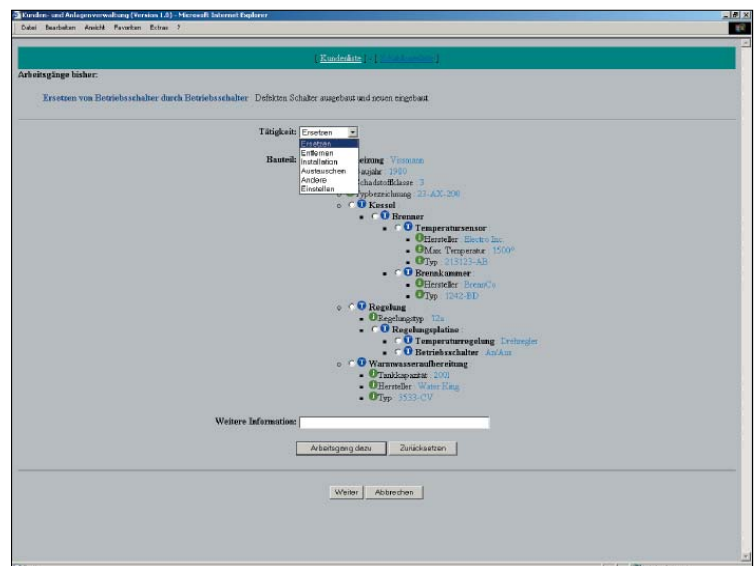 Kunden- und Anlagenverwaltung [Version 1.0] - Microsoft Internet Explorer
Datei Bearbeiten Ansicht Favoriten Extras ?
[ Kundenliste ] - [ ]
Arbeitsgänge bisher:
Ersetzen von Betriebsschalter durch Betriebsschalter Defekten Schalter ausgebaut und neuen eingebaut
Tätigkeit: Ersetzen
Ersetzen
Entfernen
Installation
Austauschen
Andere
Einstellen
Bauteil: eizung Viessmann
aujahr : 1989
Schadstoffklasse : 3
Typbezeichnung : 23-AX-200
Kessel
Brenner
Temperatursensor
Hersteller : Electro Inc.
Max. Temperatur : 1500°
Typ : 213123-AB
Brennkammer
Hersteller : BrennCo
Typ : 1242-BD
Regelung
Regelungstyp : 12a
Regelungsplatine :
Temperaturregelung Drehregler
Betriebsschalter An/Aus
Warmwasseraufbereitung
Tankkapazität : 200l
Hersteller : Water King
Typ : 3533-CV
Weitere Information:
Arbeitsgang dazu Zurücksetzen
Weiter Abbrechen